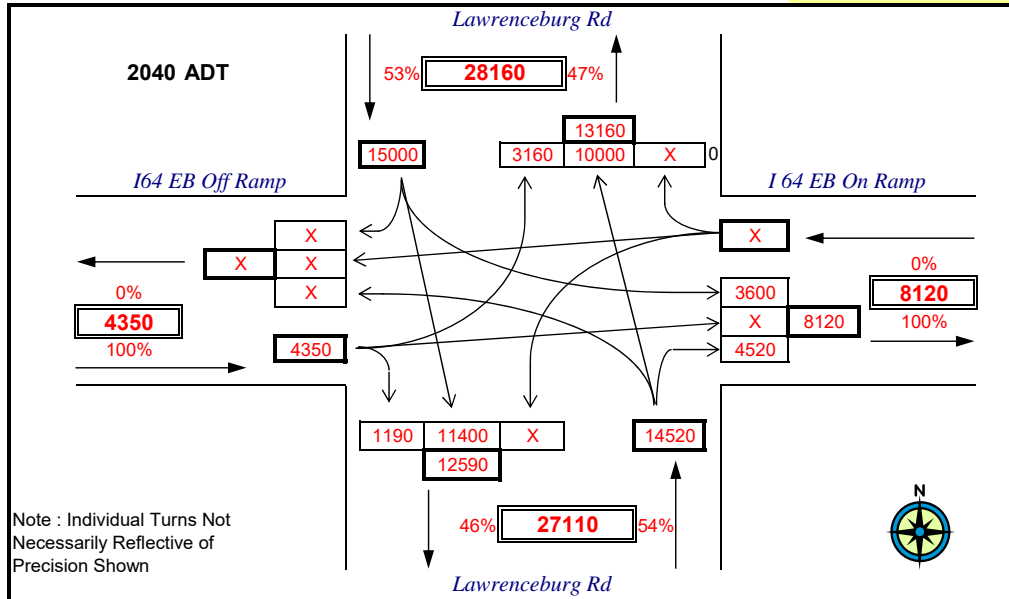 Lawrenceburg Rd
2040 ADT
53% 28160 47%
13160
15000 3160 10000 X 0
I64 EB Off Ramp I 64 EB On Ramp
X X
X X 0%
X 3600 8120
0% X 8120 100%
4350 4520
100% 4350
1190 11400 X 14520
12590
46% 27110 54%
Note : Individual Turns Not
Necessarily Reflective of
Precision Shown
N
Lawrenceburg Rd